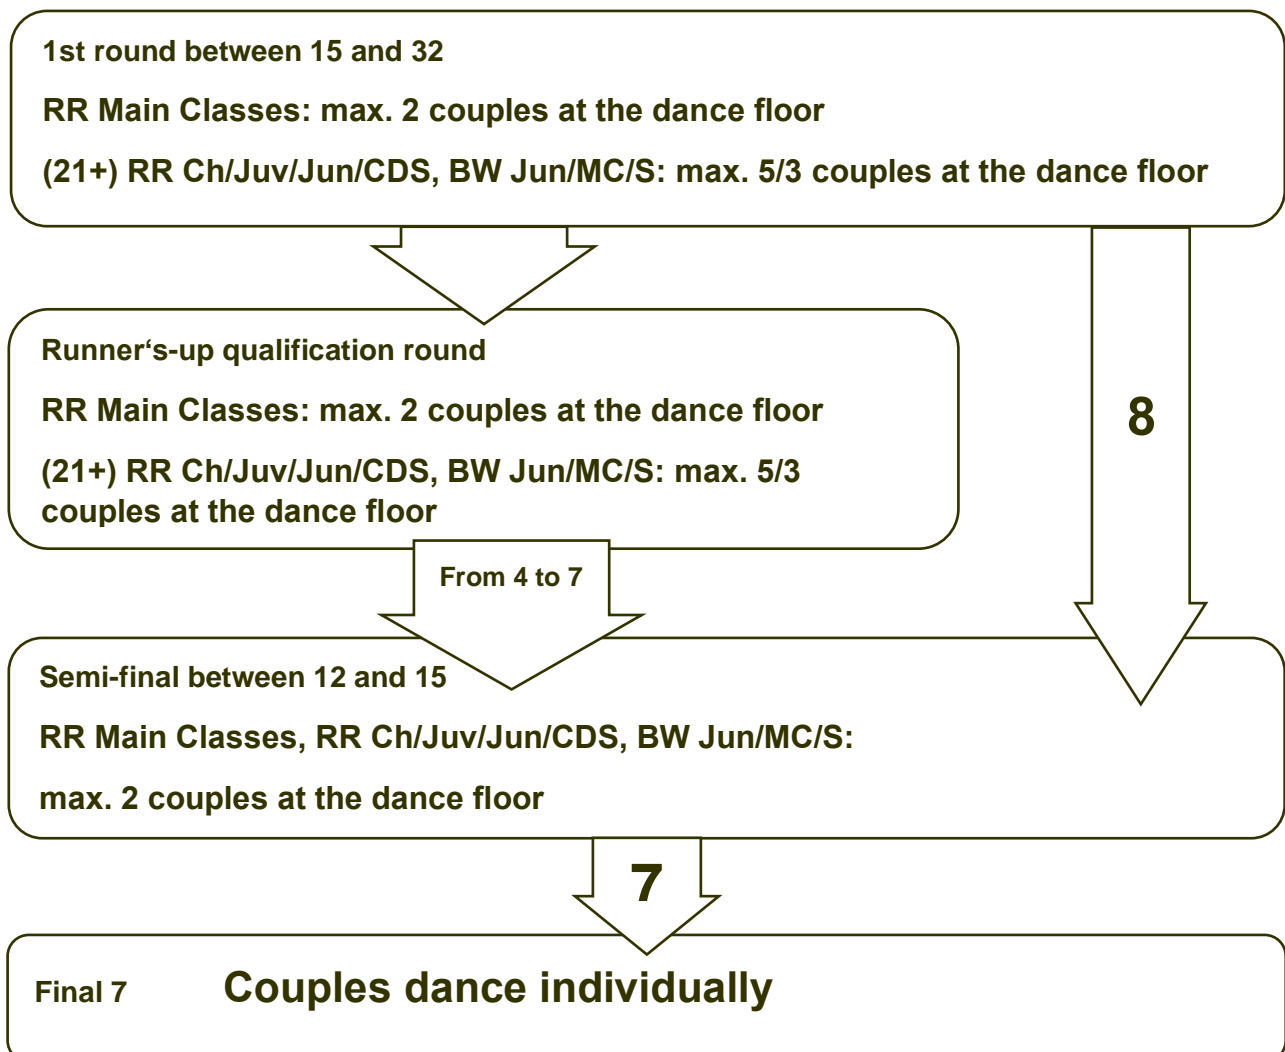 1st round between 15 and 32
RR Main Classes: max. 2 couples at the dance floor
(21+) RR Ch/Juv/Jun/CDS, BW Jun/MC/S: max. 5/3 couples at the dance floor
Runner‘s-up qualification round
RR Main Classes: max. 2 couples at the dance floor
(21+) RR Ch/Juv/Jun/CDS, BW Jun/MC/S: max. 5/3
couples at the dance floor
8
From 4 to 7
Semi-final between 12 and 15
RR Main Classes, RR Ch/Juv/Jun/CDS, BW Jun/MC/S:
max. 2 couples at the dance floor
7
Final 7 Couples dance individually